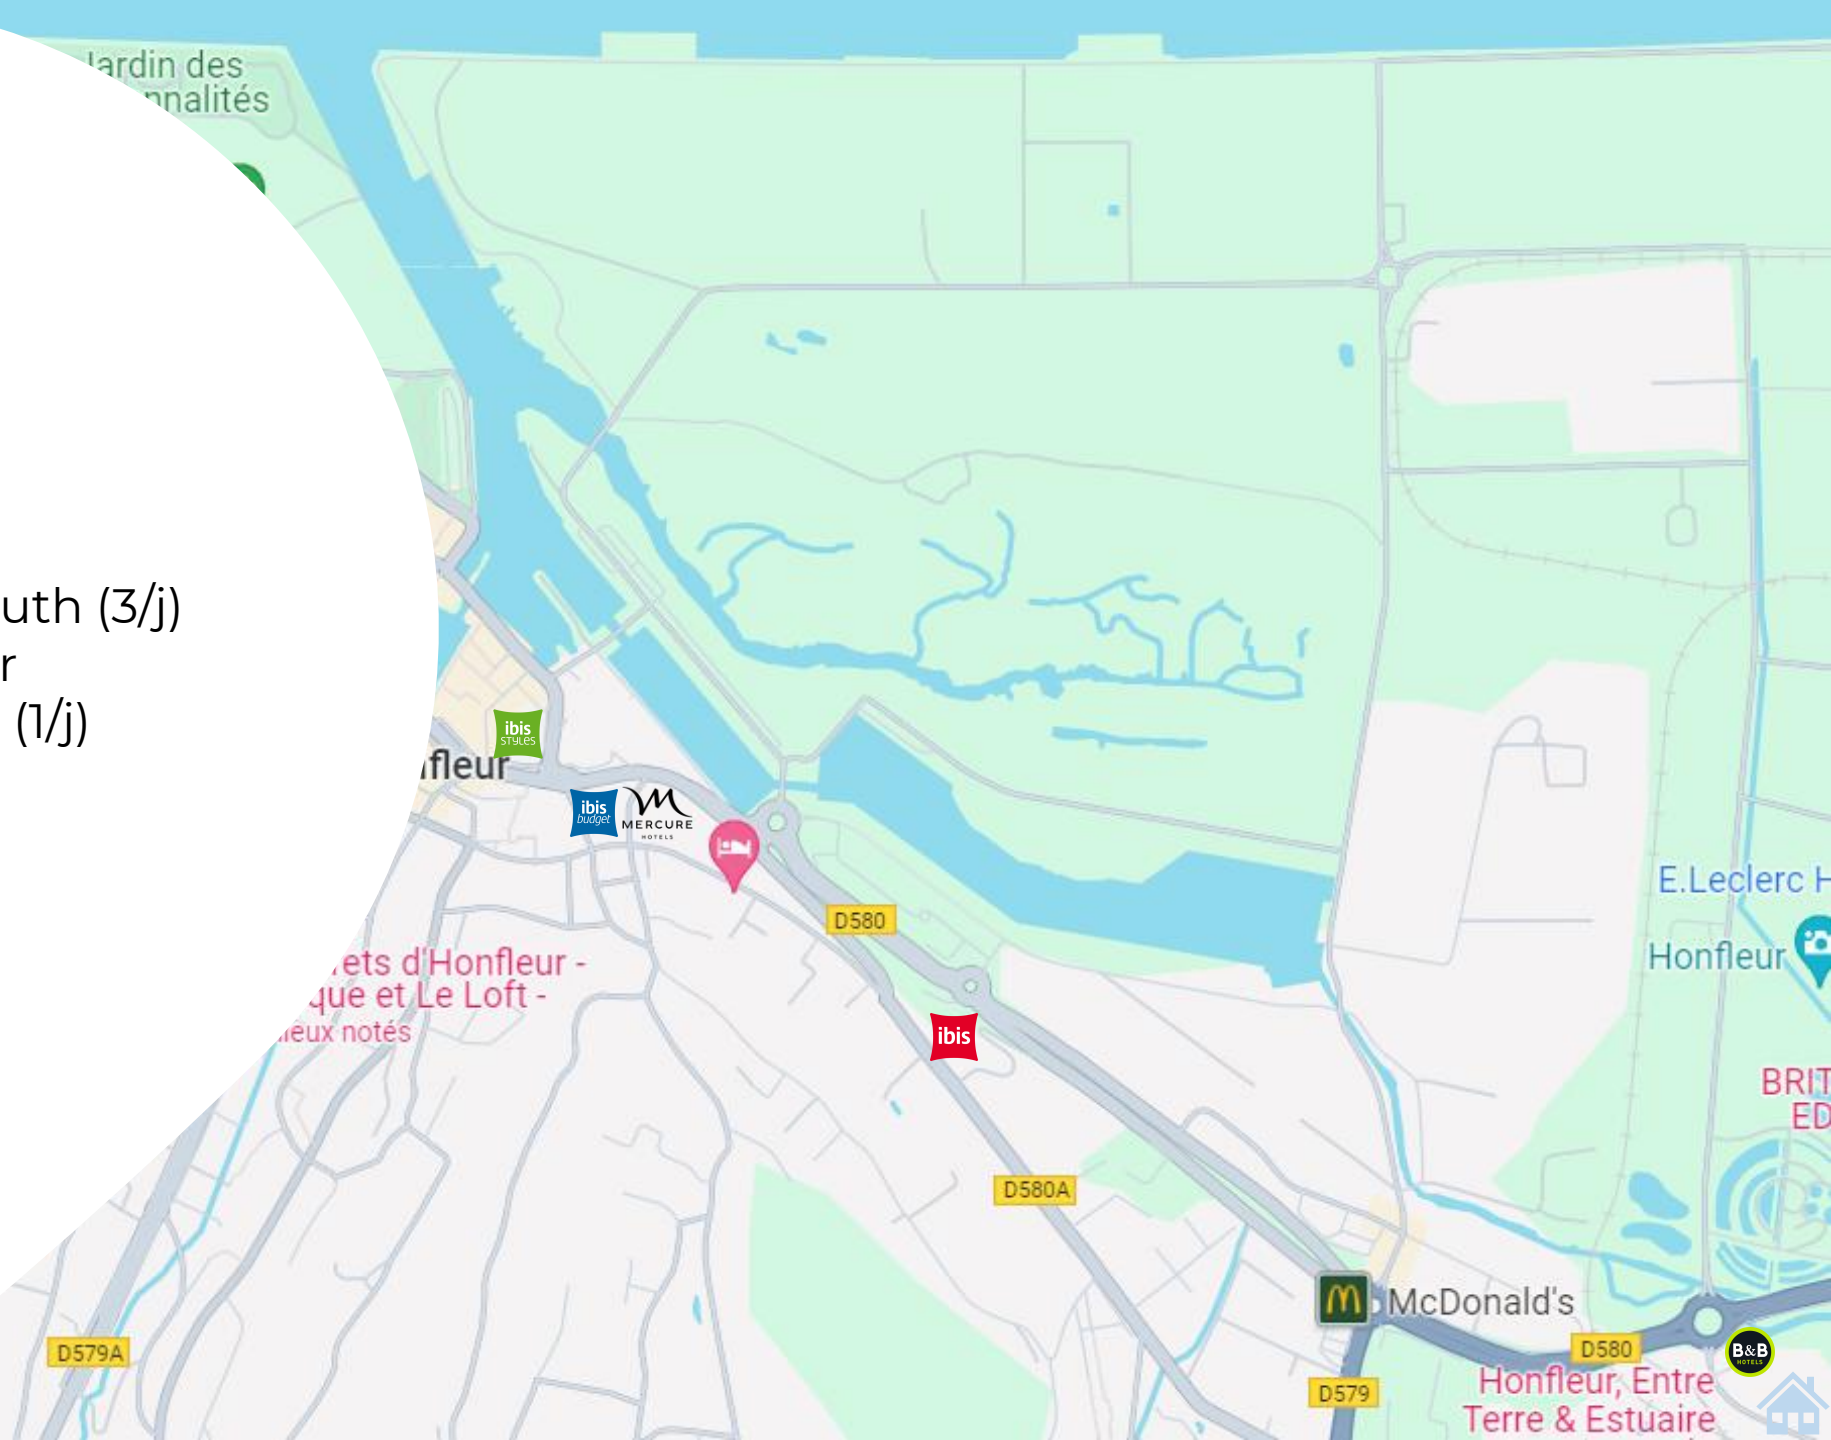 Jardin des
nnalités
uth (3/j)
r
(1/j)
ibis
STYLES
fleur
ibis
budget
MERCURE
HOTELS
D580
E.Leclerc H
Honfleur
ets d'Honfleur -
que et Le Loft -
ieux notés
ibis
BRIT
ED
D580A
McDonald's
D579A
D580
B&B
HOTELS
D579
Honfleur, Entre
Terre & Estuaire